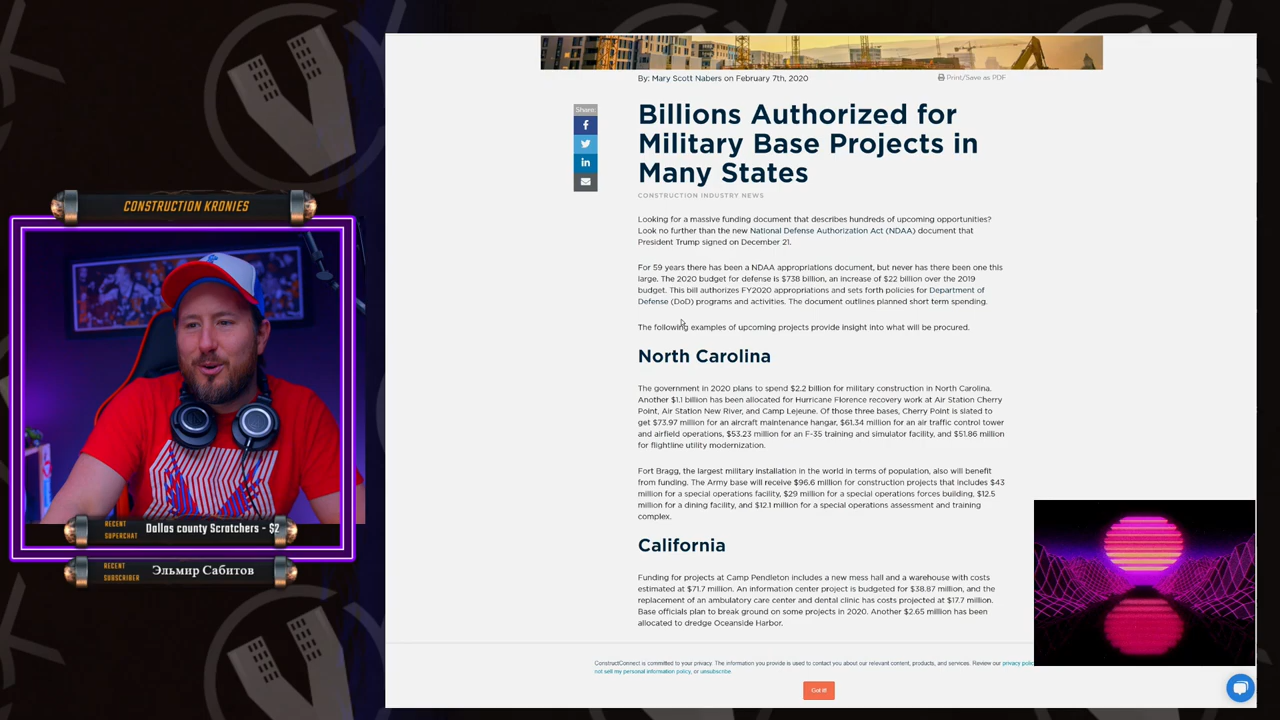 By: Mary Scott Nabers on February 7th, 2020
Print/Save as PDF
Share:
Billions Authorized for
Military Base Projects in
Many States
CONSTRUCTION INDUSTRY NEWS
Looking for a massive funding document that describes hundreds of upcoming opportunities?
Look no further than the new National Defense Authorization Act (NDAA) document that
President Trump signed on December 21.
For 59 years there has been a NDAA appropriations document, but never has there been one this
large. The 2020 budget for defense is $738 billion, an increase of $22 billion over the 2019
budget. This bill authorizes FY2020 appropriations and sets forth policies for Department of
Defense (DoD) programs and activities. The document outlines planned short term spending.
The following examples of upcoming projects provide insight into what will be procured.
North Carolina
The government in 2020 plans to spend $2.2 billion for military construction in North Carolina.
Another $1.1 billion has been allocated for Hurricane Florence recovery work at Air Station Cherry
Point, Air Station New River, and Camp Lejeune. Of those three bases, Cherry Point is slated to
get $73.97 million for an aircraft maintenance hangar, $61.34 million for an air traffic control tower
and airfield operations, $53.23 million for an F-35 training and simulator facility, and $51.86 million
for flightline utility modernization.
Fort Bragg, the largest military installation in the world in terms of population, also will benefit
from funding. The Army base will receive $96.6 million for construction projects that includes $43
million for a special operations facility, $29 million for a special operations forces building, $12.5
million for a dining facility, and $12.1 million for a special operations assessment and training
complex.
California
Funding for projects at Camp Pendleton includes a new mess hall and a warehouse with costs
estimated at $71.7 million. An information center project is budgeted for $38.87 million, and the
replacement of an ambulatory care center and dental clinic has costs projected at $17.7 million.
Base officials plan to break ground on some projects in 2020. Another $2.65 million has been
allocated to dredge Oceanside Harbor.
ConstructConnect is committed to your privacy. The information you provide is used to contact you about our relevant content, products, and services. Review our privacy polic
not sell my personal information policy, or unsubscribe.
Got it!
CONSTRUCTION KRONIES
RECENT
SUPERCHAT
Dallas county Scratchers - $2
RECENT
SUBSCRIBER
Эльмир Сабитов